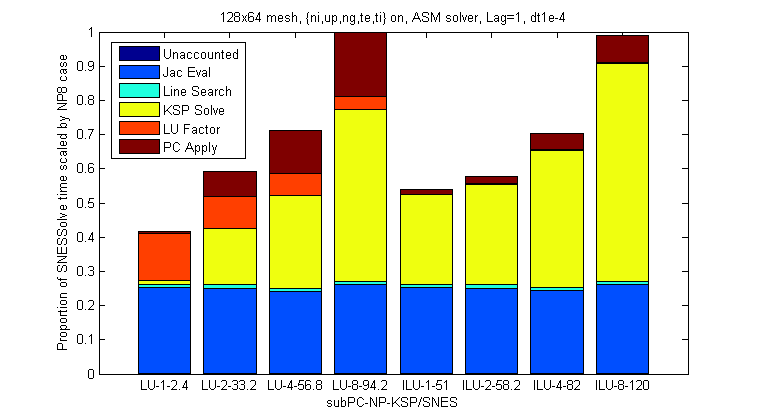 128x64 mesh, {ni,up,ng,te,ti} on, ASM solver, Lag=1, dt1e-4
Proportion of SNESSolve time scaled by NP8 case
1
0.9
0.8
0.7
0.6
0.5
0.4
0.3
0.2
0.1
0
Unaccounted
Jac Eval
Line Search
KSP Solve
LU Factor
PC Apply
LU-1-2.4 LU-2-33.2 LU-4-56.8 LU-8-94.2 ILU-1-51 ILU-2-58.2 ILU-4-82 ILU-8-120
subPC-NP-KSP/SNES